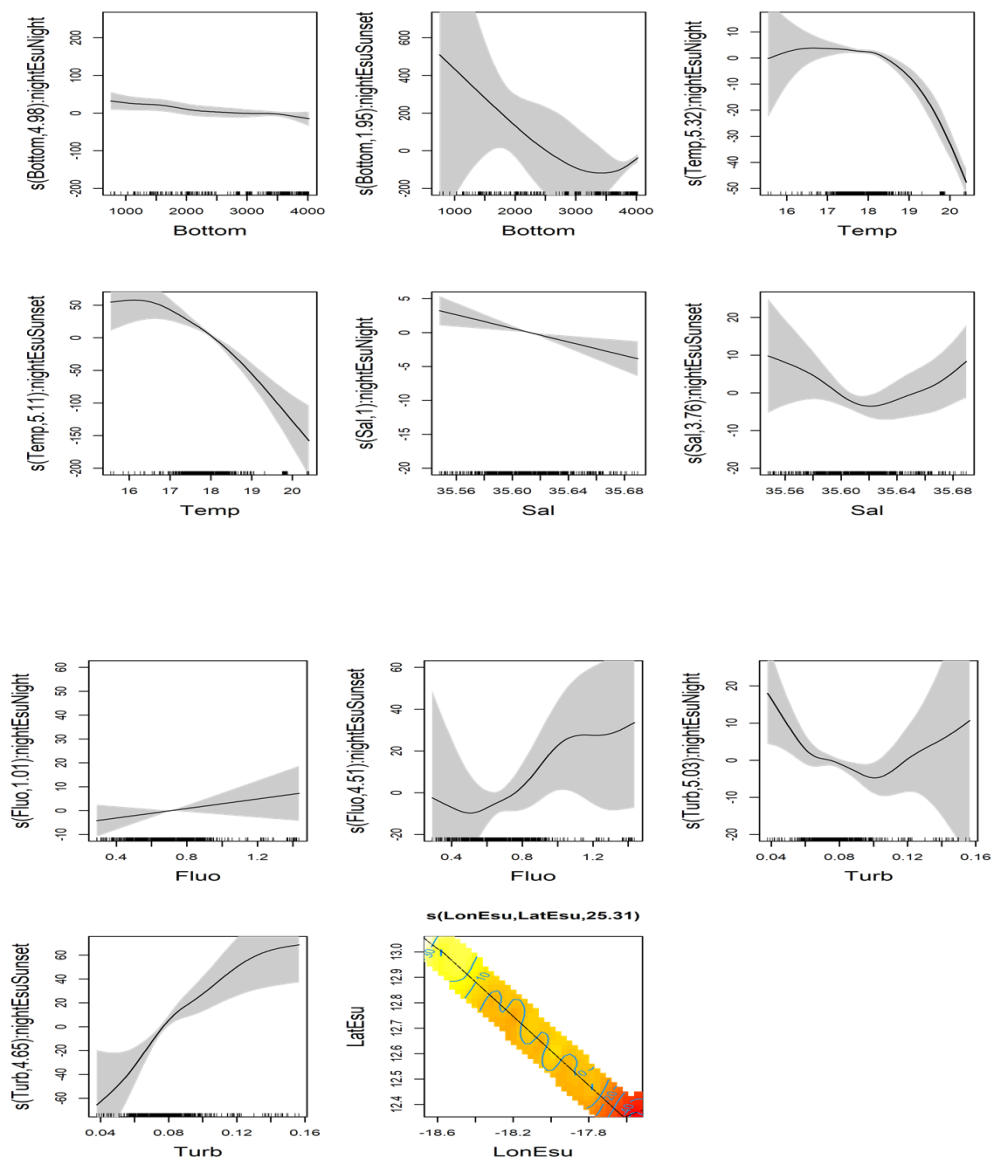 s(Bottom,4.98):nightEsuNight
-200 -100 0 100 200
1000 2000 3000 4000
Bottom
s(Bottom,1.95):nightEsuSunset
-200 0 200 400 600
1000 2000 3000 4000
Bottom
s(Temp,5.32):nightEsuNight
-50 -40 -30 -20 -10 0 10
16 17 18 19 20
Temp
s(Temp,5.11):nightEsuSunset
-200 -150 -100 -50 0 50
16 17 18 19 20
Temp
s(Sal,1):nightEsuNight
-20 -15 -10 -5 0 5
35.56 35.60 35.64 35.68
Sal
s(Sal,3.76):nightEsuSunset
-20 -10 0 10 20
35.56 35.60 35.64 35.68
Sal
s(Fluo,1.01):nightEsuNight
-10 0 10 20 30 40 50 60
0.4 0.8 1.2
Fluo
s(Fluo,4.51):nightEsuSunset
-20 0 20 40 60
0.4 0.8 1.2
Fluo
s(Turb,5.03):nightEsuNight
-20 -10 0 10 20
0.04 0.08 0.12 0.16
Turb
s(Turb,4.65):nightEsuSunset
-60 -40 -20 0 20 40 60
0.04 0.08 0.12 0.16
Turb
s(LonEsu,LatEsu,25.31)
LatEsu
12.4 12.5 12.6 12.7 12.8 12.9 13.0
10
-18.6 -18.2 -17.8
LonEsu